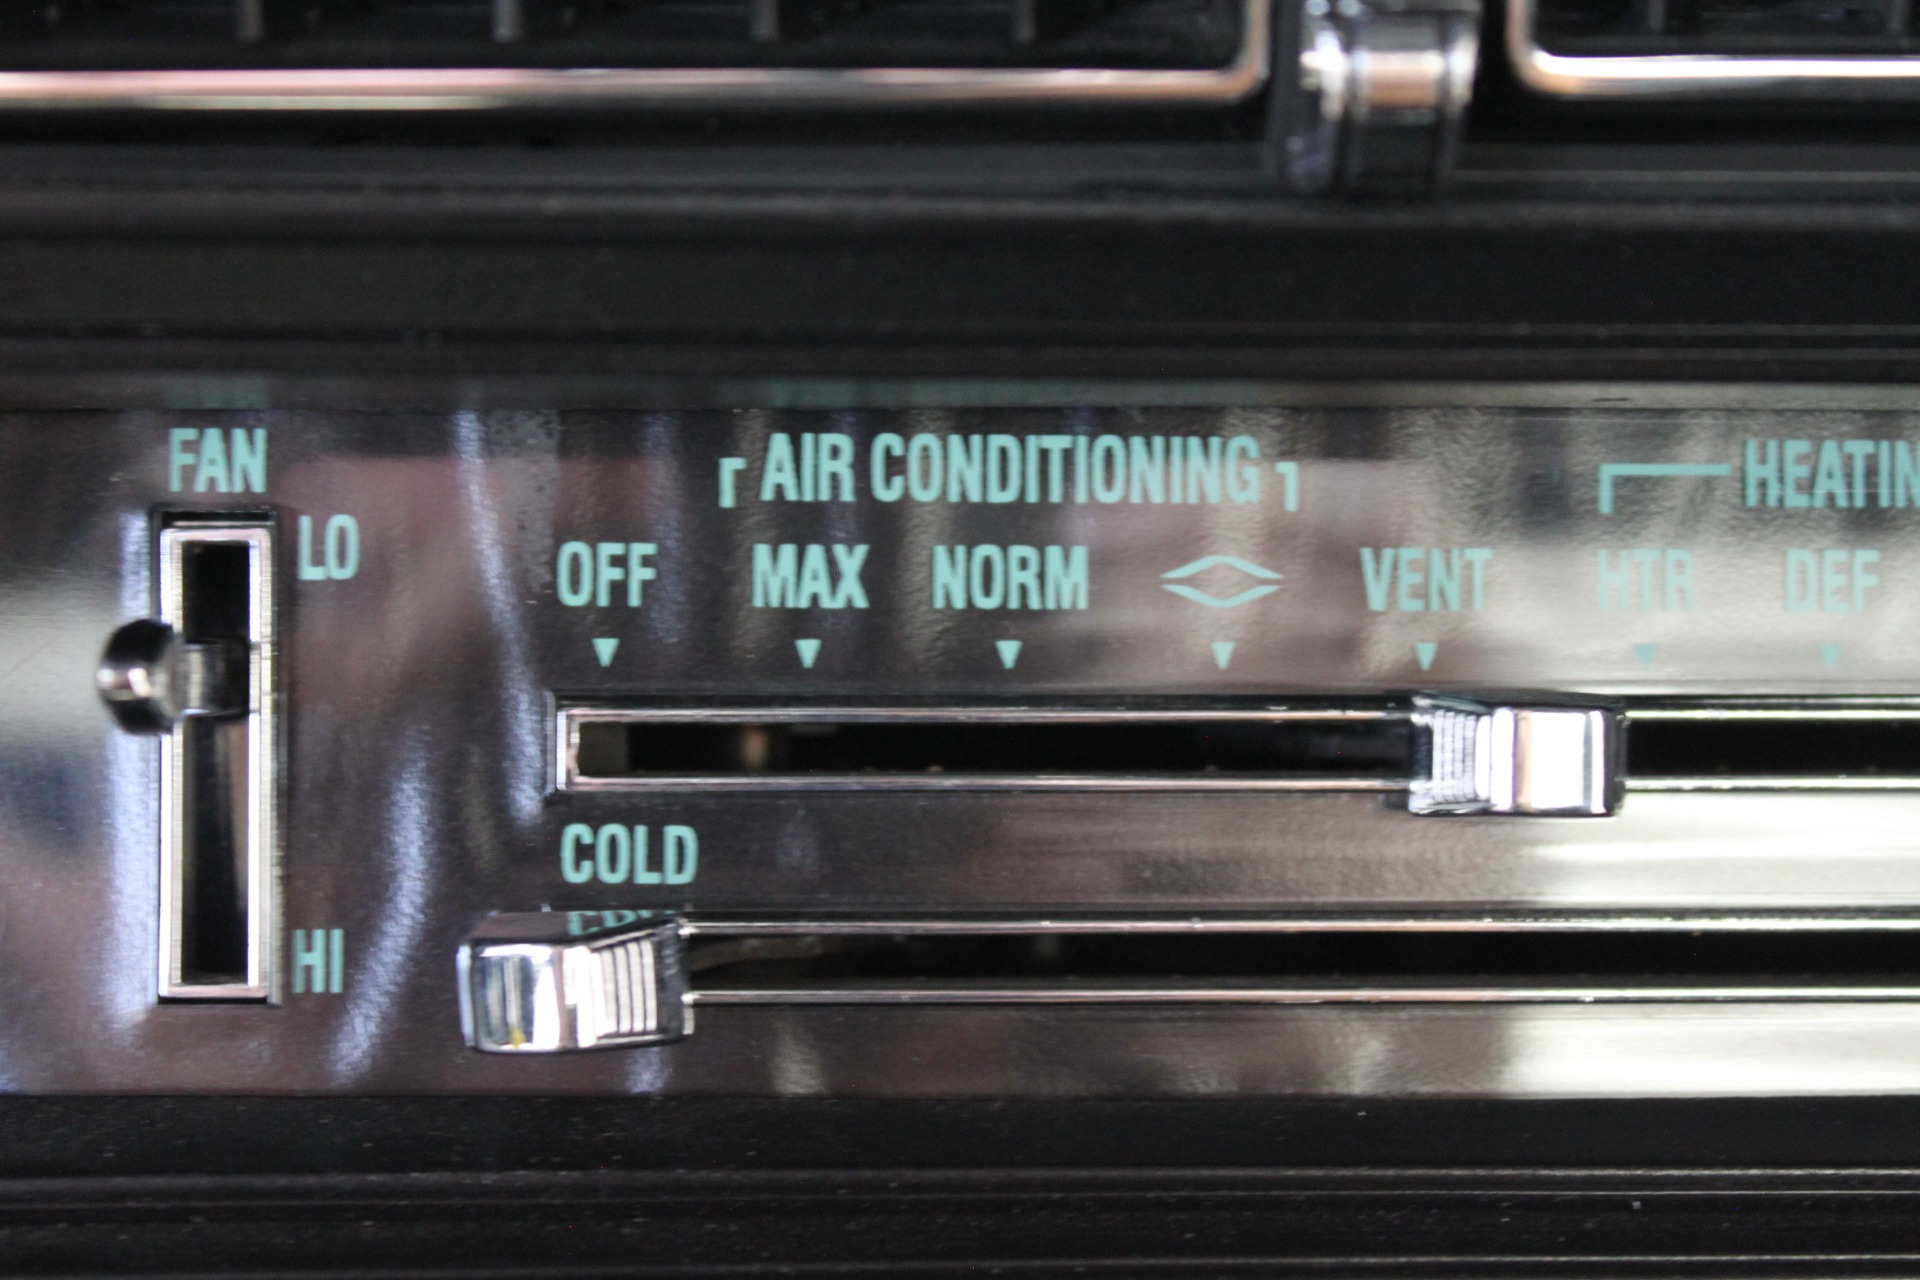 FAN
LO
HI
AIR CONDITIONING
HEATIN
OFF MAX NORM VENT HTR DEF
COLD